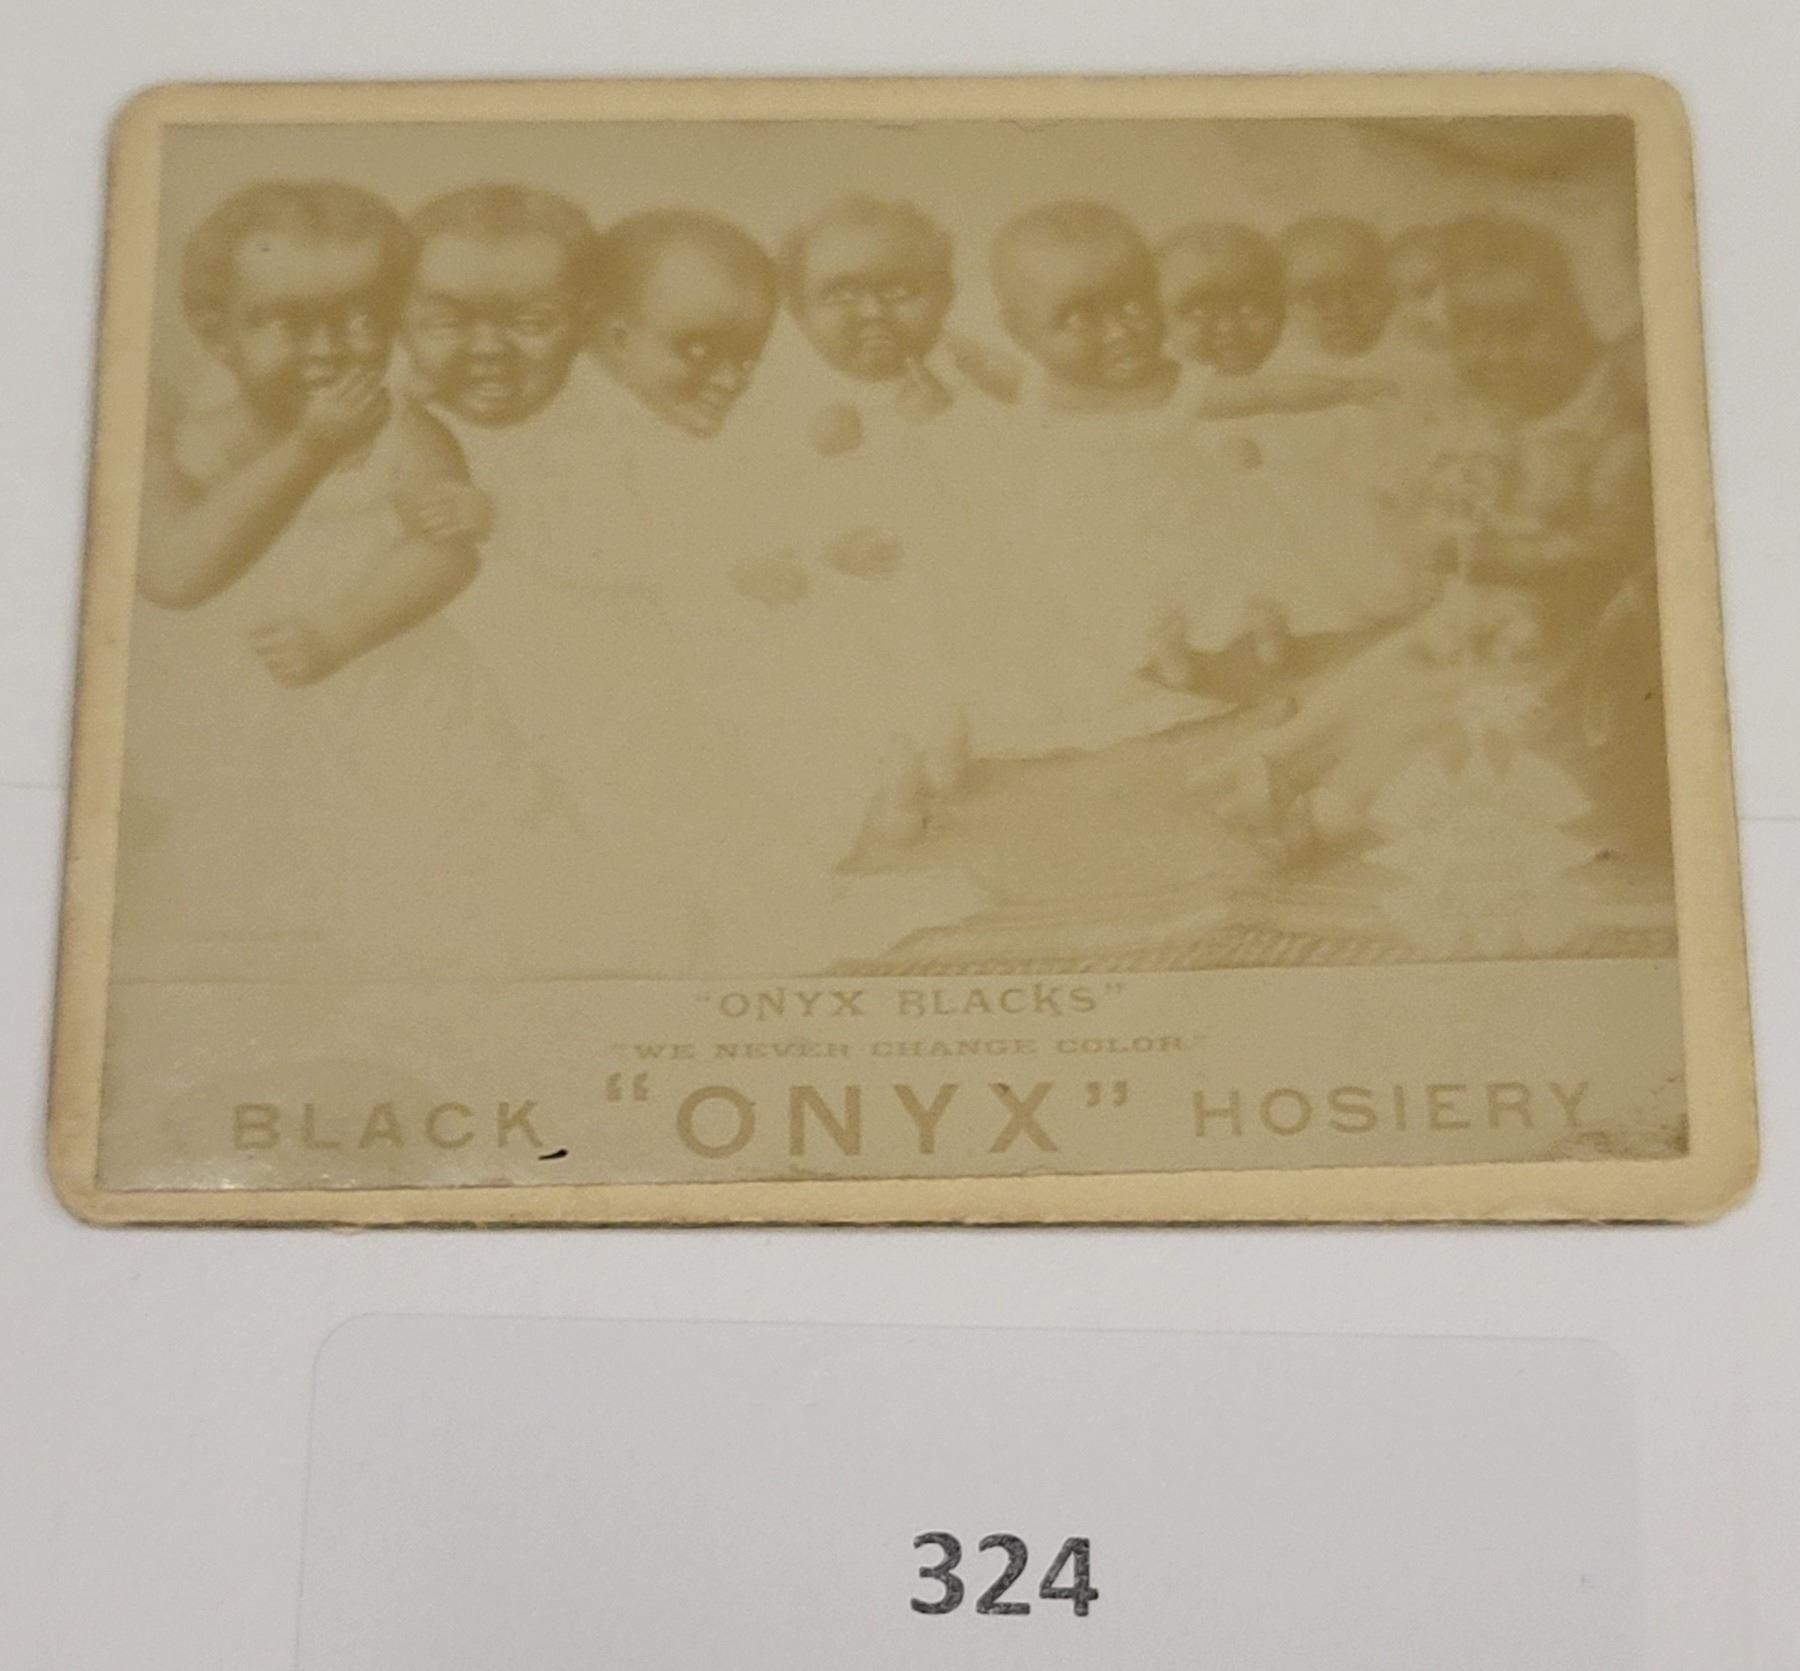 "ONYX BLACKS"
"WE NEVER CHANGE COLOR"
BLACK "ONYX" HOSIERY
324